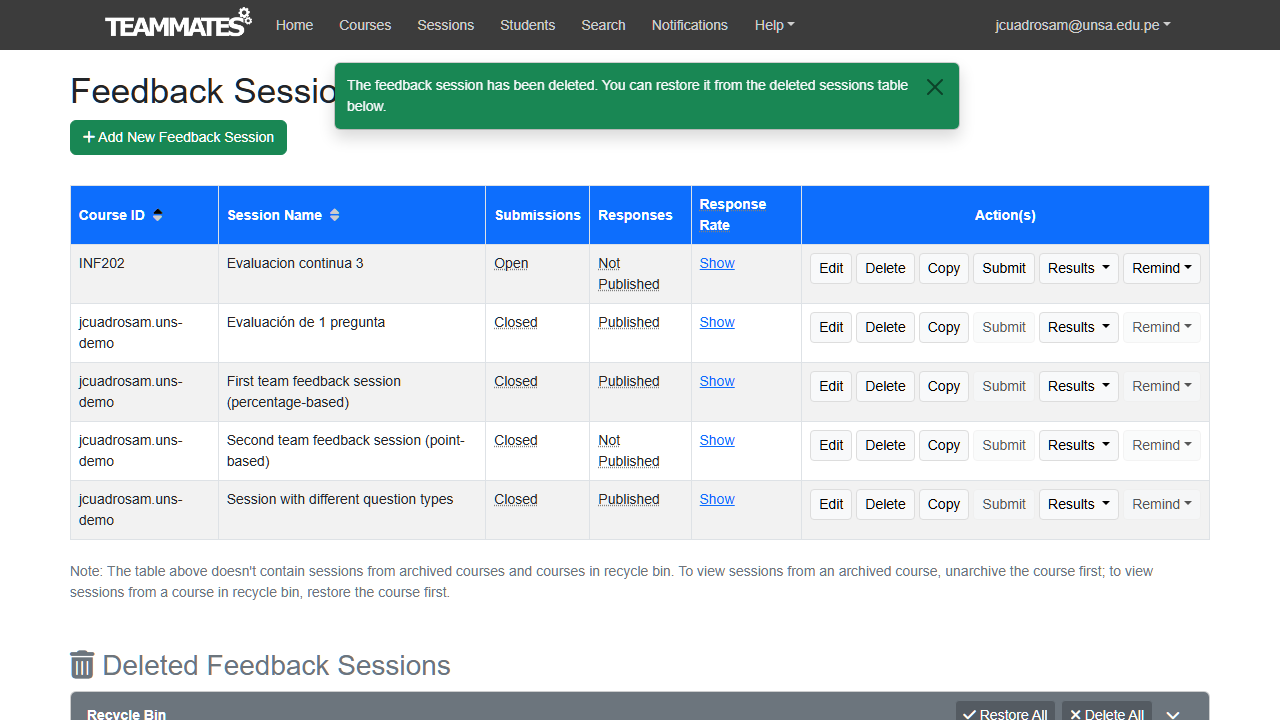 TEAMMATES Home Courses Sessions Students Search Notifications Help jcuadrosam@unsa.edu.pe
Feedback Sessio
The feedback session has been deleted. You can restore it from the deleted sessions table
below.
Add New Feedback Session
Course ID Session Name Submissions Responses Response Rate Action(s)
INF202 Evaluacion continua 3 Open Not Published Show Edit Delete Copy Submit Results Remind
jcuadrosam.uns-demo Evaluación de 1 pregunta Closed Published Show Edit Delete Copy Submit Results Remind
jcuadrosam.uns-demo First team feedback session (percentage-based) Closed Published Show Edit Delete Copy Submit Results Remind
jcuadrosam.uns-demo Second team feedback session (point-based) Closed Not Published Show Edit Delete Copy Submit Results Remind
jcuadrosam.uns-demo Session with different question types Closed Published Show Edit Delete Copy Submit Results Remind
Note: The table above doesn't contain sessions from archived courses and courses in recycle bin. To view sessions from an archived course, unarchive the course first; to view
sessions from a course in recycle bin, restore the course first.
Deleted Feedback Sessions
Recycle Bin Restore All Delete All